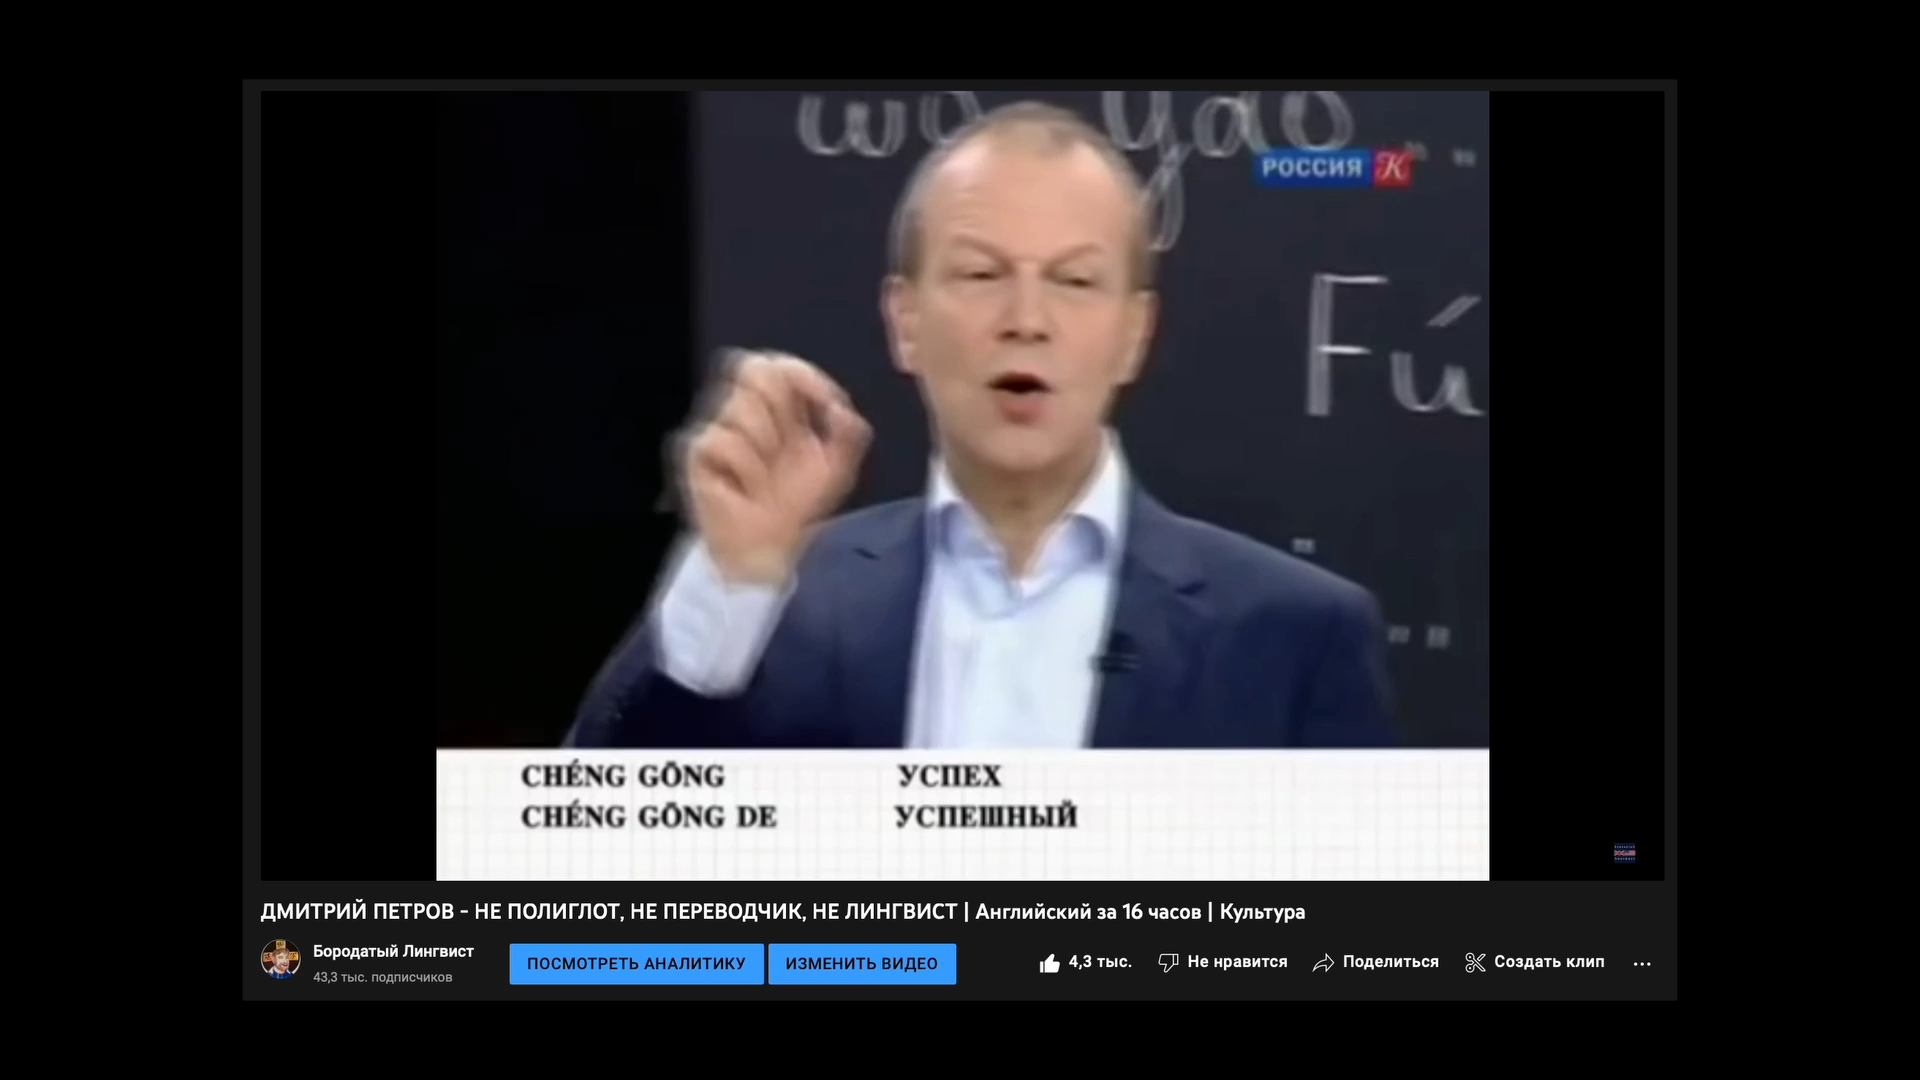 wǒ gāo
РОССИЯ К
Fú
CHÉNG GŌNG УСПЕХ
CHÉNG GŌNG DE УСПЕШНЫЙ
ДМИТРИЙ ПЕТРОВ - НЕ ПОЛИГЛОТ, НЕ ПЕРЕВОДЧИК, НЕ ЛИНГВИСТ | Английский за 16 часов | Культура
Бородатый Лингвист
43,3 тыс. подписчиков
ПОСМОТРЕТЬ АНАЛИТИКУ ИЗМЕНИТЬ ВИДЕО 4,3 тыс. Не нравится Поделиться Создать клип ...